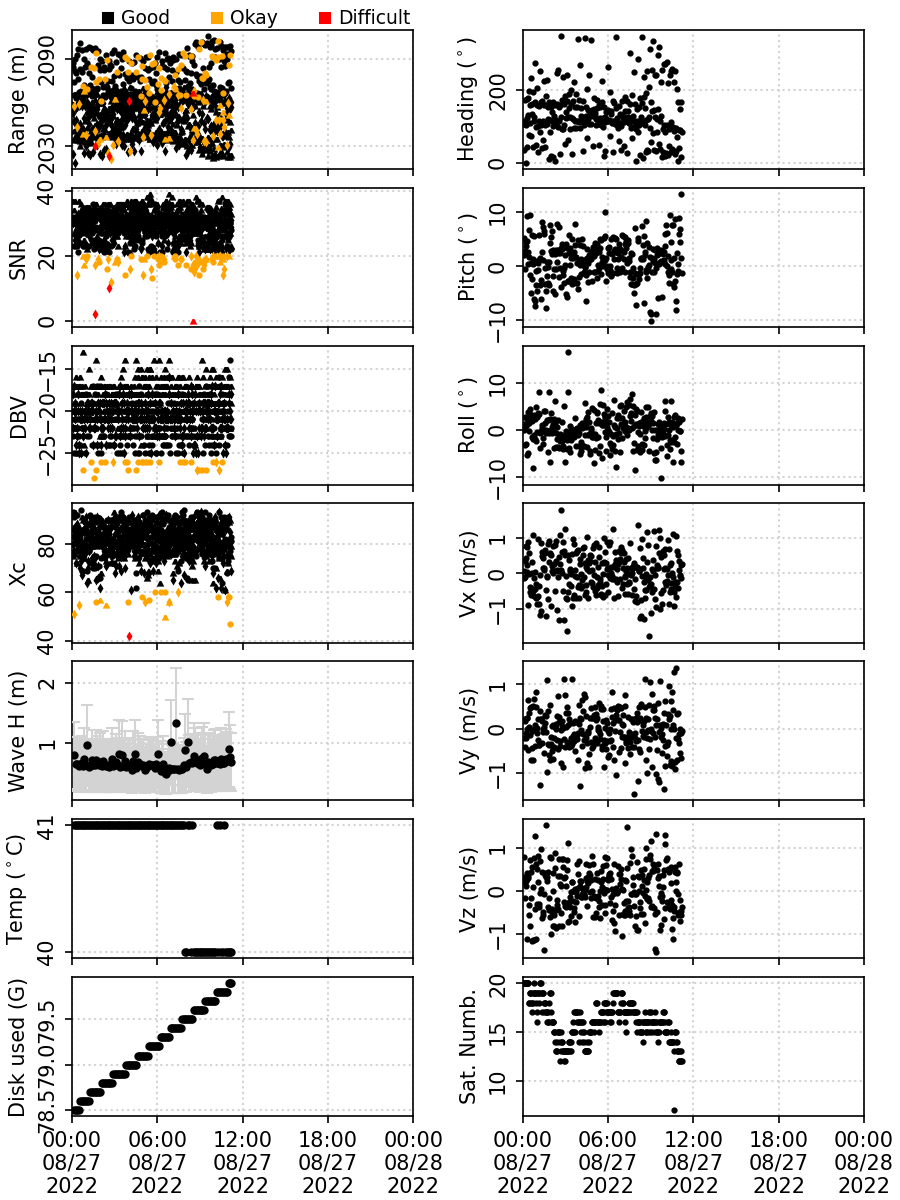 Good Okay Difficult
Range (m)
2090
2030
Heading (°)
200
0
SNR
40
20
0
Pitch (°)
10
0
−10
DBV
−15
−20
−25
Roll (°)
10
0
−10
Xc
80
60
40
Vx (m/s)
1
0
−1
Wave H (m)
2
1
Vy (m/s)
1
0
−1
Temp (°C)
41
40
Vz (m/s)
1
0
−1
Disk used (G)
79.5
79.0
78.5
Sat. Numb.
20
15
10
00:00 06:00 12:00 18:00 00:00
08/27 08/27 08/27 08/27 08/28
2022 2022 2022 2022 2022
00:00 06:00 12:00 18:00 00:00
08/27 08/27 08/27 08/27 08/28
2022 2022 2022 2022 2022